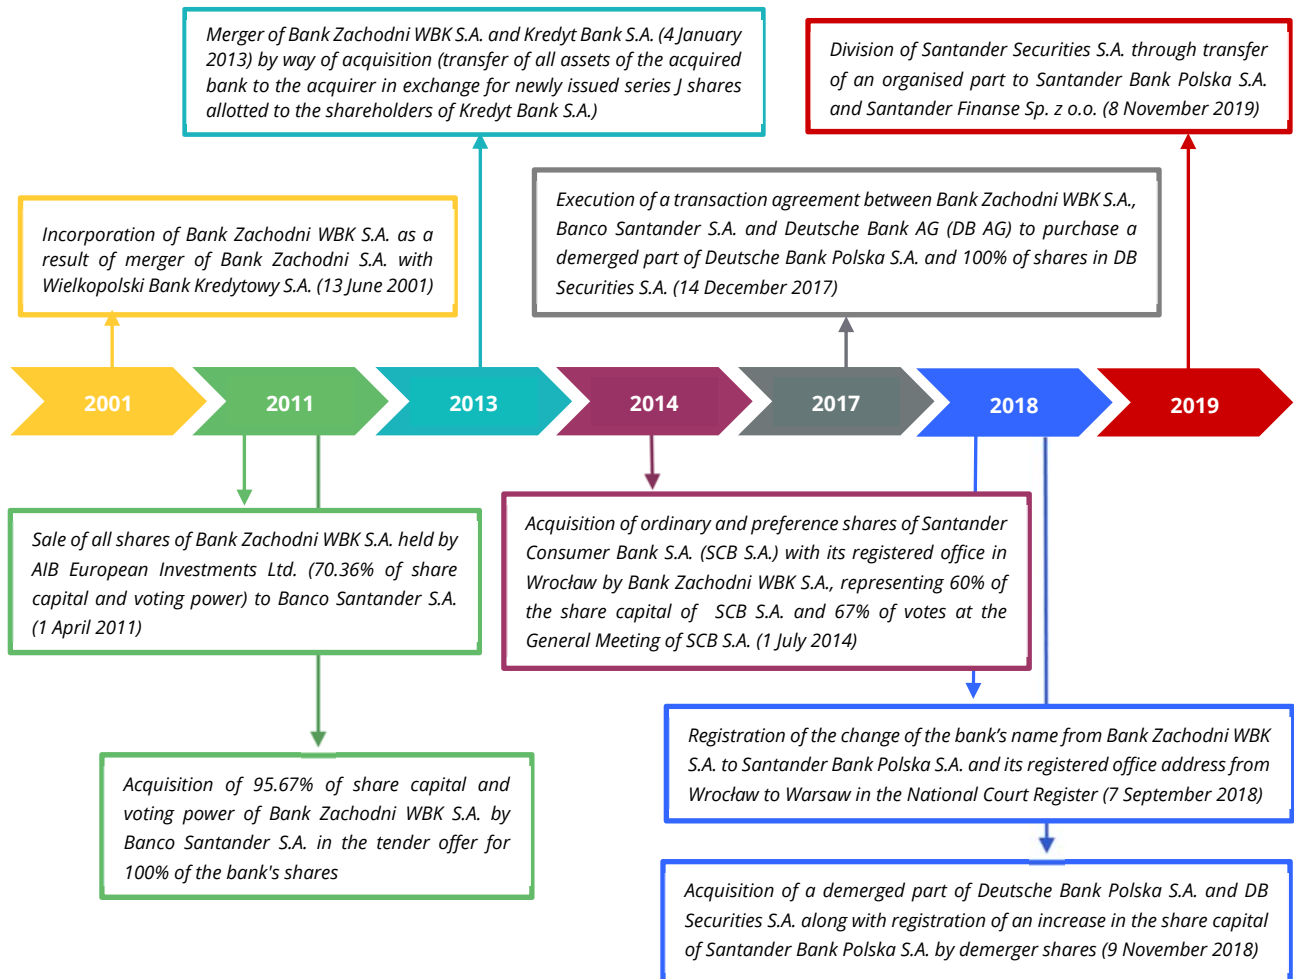 Merger of Bank Zachodni WBK S.A. and Kredyt Bank S.A. (4 January
2013) by way of acquisition (transfer of all assets of the acquired
bank to the acquirer in exchange for newly issued series J shares
allotted to the shareholders of Kredyt Bank S.A.)
Division of Santander Securities S.A. through transfer
of an organised part to Santander Bank Polska S.A.
and Santander Finanse Sp. z o.o. (8 November 2019)
Incorporation of Bank Zachodni WBK S.A. as a
result of merger of Bank Zachodni S.A. with
Wielkopolski Bank Kredytowy S.A. (13 June 2001)
Execution of a transaction agreement between Bank Zachodni WBK S.A.,
Banco Santander S.A. and Deutsche Bank AG (DB AG) to purchase a
demerged part of Deutsche Bank Polska S.A. and 100% of shares in DB
Securities S.A. (14 December 2017)
2001
2011
2013
2014
2017
2018
2019
Sale of all shares of Bank Zachodni WBK S.A. held by
AIB European Investments Ltd. (70.36% of share
capital and voting power) to Banco Santander S.A.
(1 April 2011)
Acquisition of ordinary and preference shares of Santander
Consumer Bank S.A. (SCB S.A.) with its registered office in
Wrocław by Bank Zachodni WBK S.A., representing 60% of
the share capital of SCB S.A. and 67% of votes at the
General Meeting of SCB S.A. (1 July 2014)
Registration of the change of the bank's name from Bank Zachodni WBK
S.A. to Santander Bank Polska S.A. and its registered office address from
Wrocław to Warsaw in the National Court Register (7 September 2018)
Acquisition of 95.67% of share capital and
voting power of Bank Zachodni WBK S.A. by
Banco Santander S.A. in the tender offer for
100% of the bank's shares
Acquisition of a demerged part of Deutsche Bank Polska S.A. and DB
Securities S.A. along with registration of an increase in the share capital
of Santander Bank Polska S.A. by demerger shares (9 November 2018)